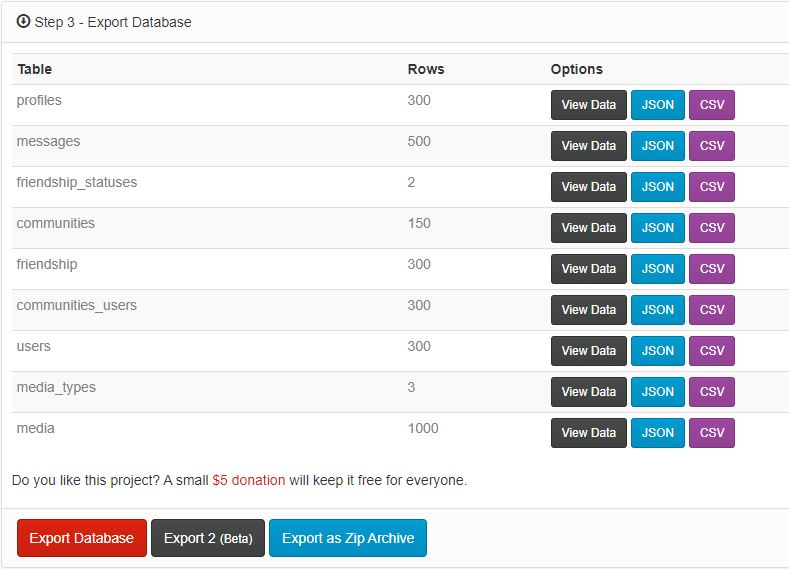 Step 3 - Export Database
Table Rows Options
profiles 300 View Data JSON CSV
messages 500 View Data JSON CSV
friendship_statuses 2 View Data JSON CSV
communities 150 View Data JSON CSV
friendship 300 View Data JSON CSV
communities_users 300 View Data JSON CSV
users 300 View Data JSON CSV
media_types 3 View Data JSON CSV
media 1000 View Data JSON CSV
Do you like this project? A small $5 donation will keep it free for everyone.
Export Database Export 2 (Beta) Export as Zip Archive